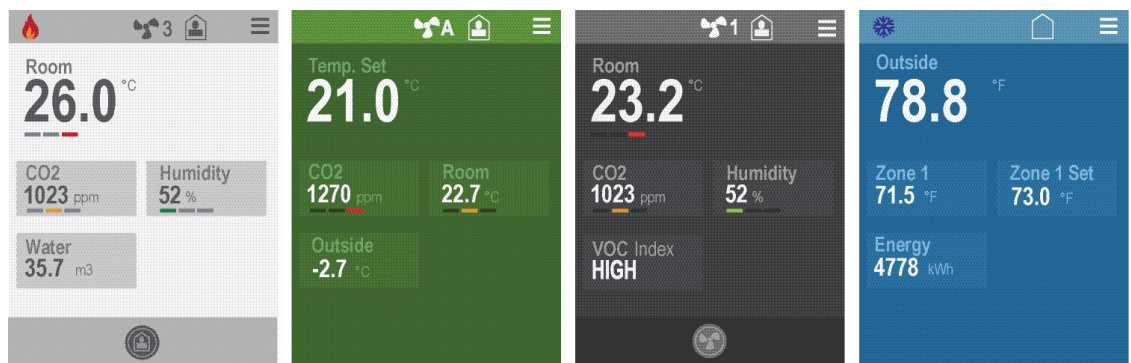 3
Room
26.0 °C
CO2
1023 ppm
Humidity
52 %
Water
35.7 m3
A
Temp. Set
21.0 °C
CO2
1270 ppm
Room
22.7 °C
Outside
-2.7 °C
1
Room
23.2 °C
CO2
1023 ppm
Humidity
52 %
VOC Index
HIGH
Outside
78.8 °F
Zone 1
71.5 °F
Zone 1 Set
73.0 °F
Energy
4778 kWh